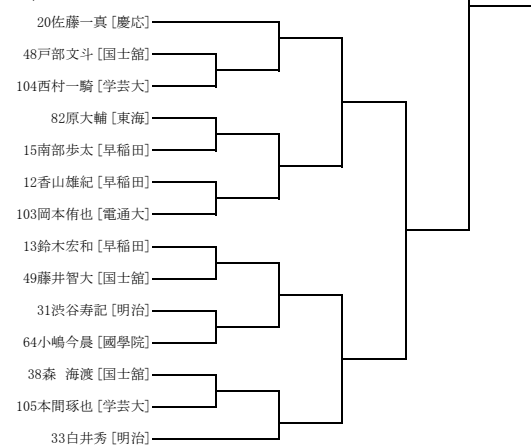 20佐藤一真 [慶応]
48戸部文斗 [国士舘]
104西村一騎 [学芸大]
82原大輔 [東海]
15南部歩太 [早稲田]
12香山雄紀 [早稲田]
103岡本侑也 [電通大]
13鈴木宏和 [早稲田]
49藤井智大 [国士舘]
31渋谷寿記 [明治]
64小嶋今晨 [國學院]
38森 海渡 [国士舘]
105本間琢也 [学芸大]
33白井秀 [明治]